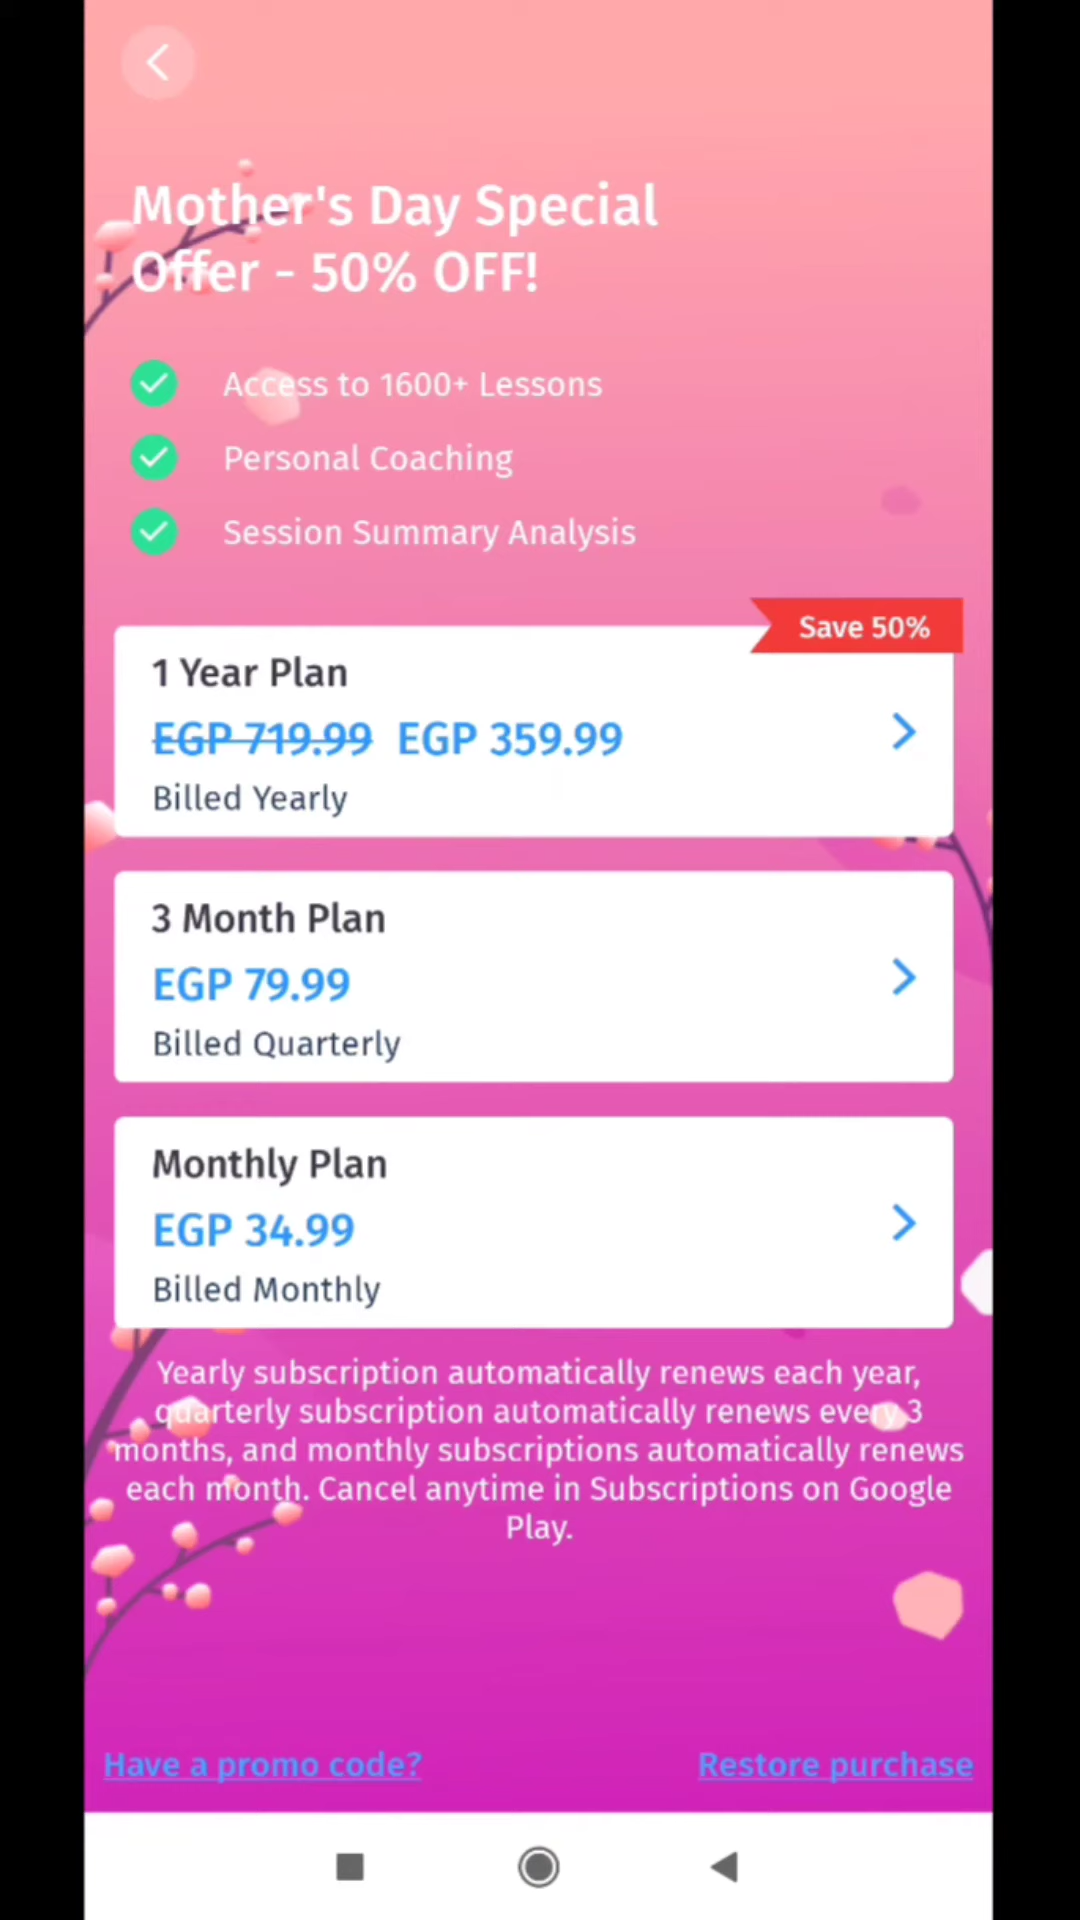 Mother's Day Special
Offer - 50% OFF!
Access to 1600+ Lessons
Personal Coaching
Session Summary Analysis
Save 50%
1 Year Plan
EGP 719.99 EGP 359.99
Billed Yearly
3 Month Plan
EGP 79.99
Billed Quarterly
Monthly Plan
EGP 34.99
Billed Monthly
Yearly subscription automatically renews each year,
quarterly subscription automatically renews every 3
months, and monthly subscriptions automatically renews
each month. Cancel anytime in Subscriptions on Google
Play.
Have a promo code?
Restore purchase